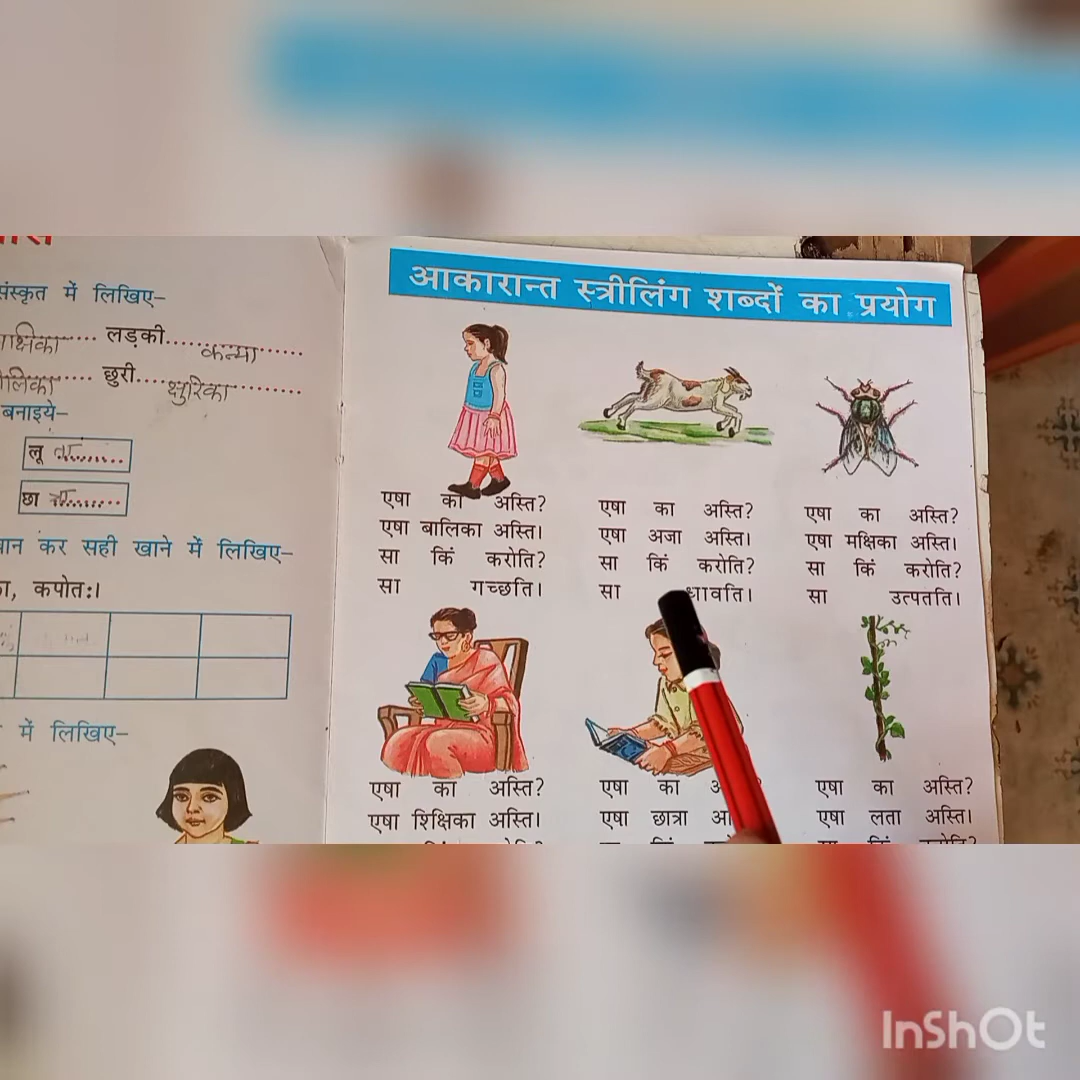 संस्कृत में लिखिए–
लड़की कन्या
छुरी क्षुरिका
बनाइये–
लू
छा
कर सही खाने में लिखिए–
कपोतः।
में लिखिए–
आकारान्त स्त्रीलिंग शब्दों का प्रयोग
एषा का अस्ति?
एषा बालिका अस्ति।
सा किं करोति?
सा गच्छति।
एषा का अस्ति?
एषा अजा अस्ति।
सा किं करोति?
सा धावति।
एषा का अस्ति?
एषा मक्षिका अस्ति।
सा किं करोति?
सा उत्पतति।
एषा का अस्ति?
एषा शिक्षिका अस्ति।
एषा का
एषा छात्रा
एषा का अस्ति?
एषा लता अस्ति।
InShOt